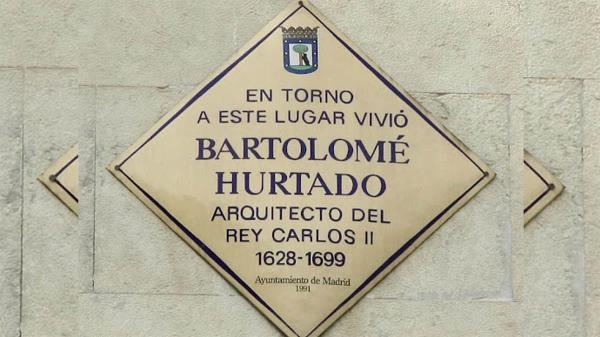 EN TORNO
A ESTE LUGAR VIVIÓ
BARTOLOMÉ
HURTADO
ARQUITECTO DEL
REY CARLOS II
1628-1699
Ayuntamiento de Madrid
1991